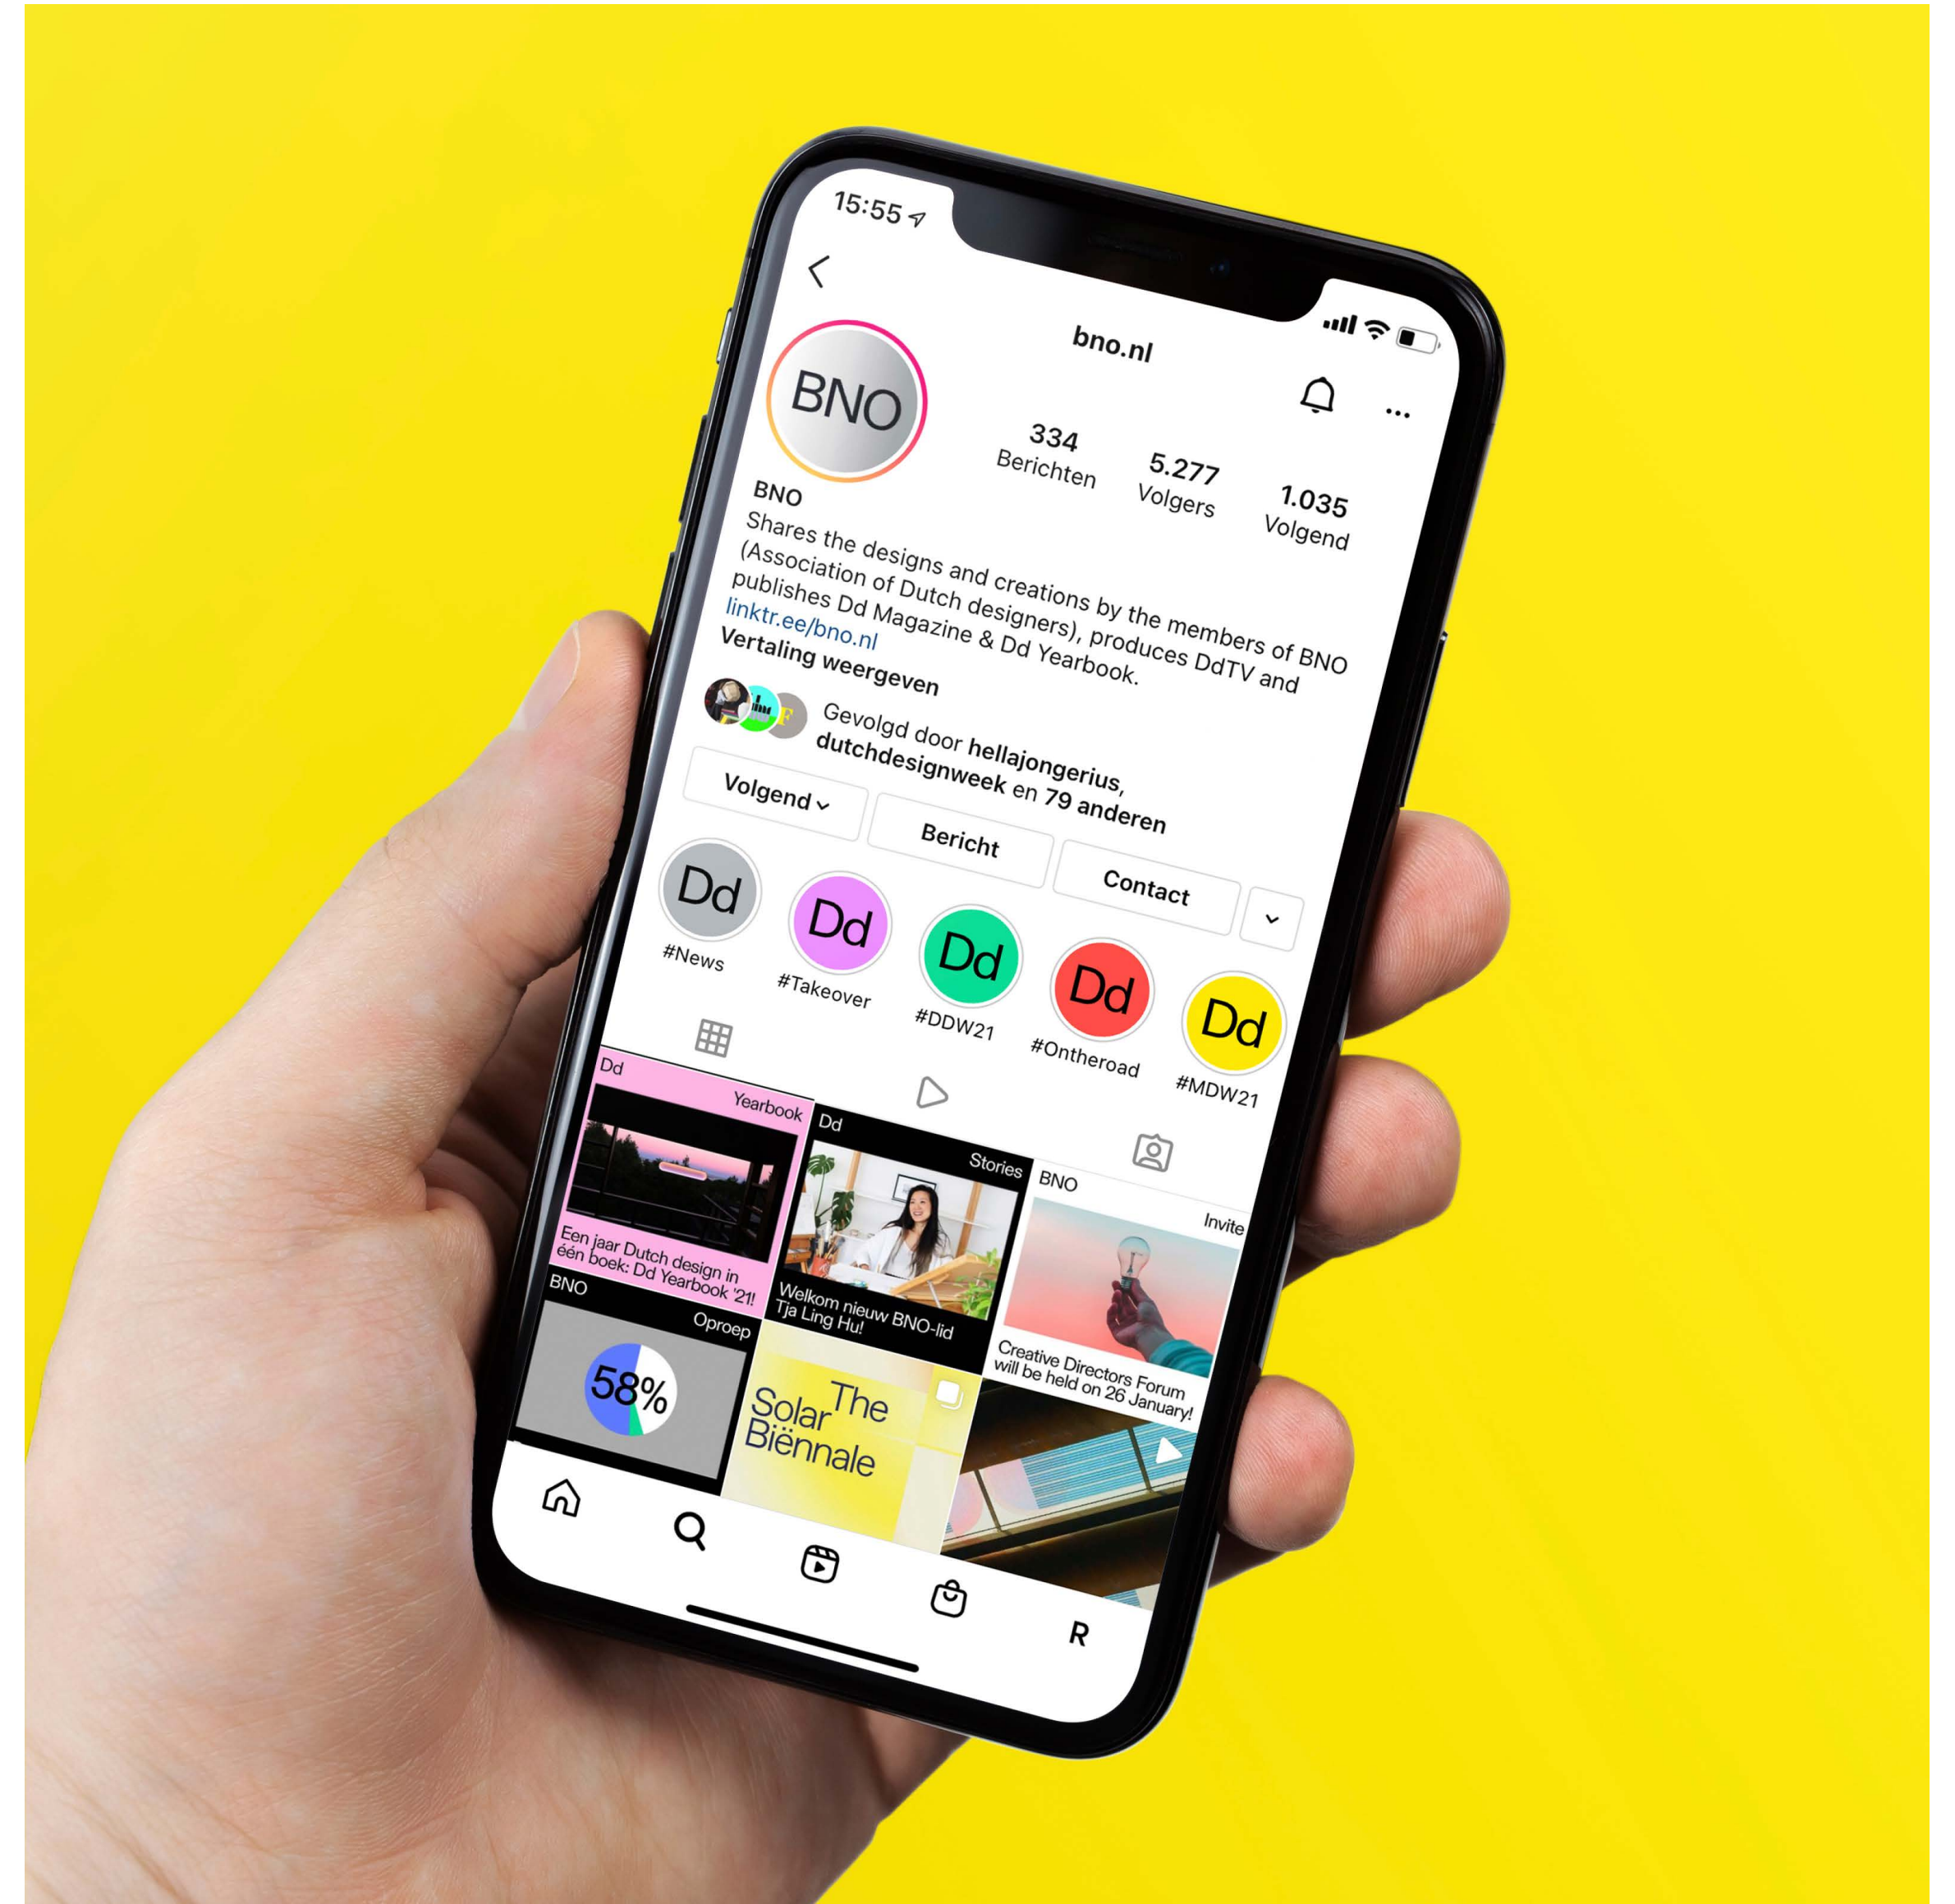 15:55
bno.nl
BNO
334
Berichten
5.277
Volgers
1.035
Volgend
BNO
Shares the designs and creations by the members of BNO
(Association of Dutch designers), produces DdTV and
publishes Dd Magazine & Dd Yearbook.
linktr.ee/bno.nl
Vertaling weergeven
F
Gevolgd door hellajongerius,
dutchdesignweek en 79 anderen
Volgend
Bericht
Contact
Dd
Dd
Dd
Dd
Dd
#News
#Takeover
#DDW21
#Ontheroad
#MDW21
Dd
Yearbook
Een jaar Dutch design in
één boek: Dd Yearbook '21!
Dd
Stories
Welkom nieuw BNO-lid
Tja Ling Hu!
BNO
Invite
Creative Directors Forum
will be held on 26 January!
BNO
Oproep
58%
The
Solar
Biënnale
R